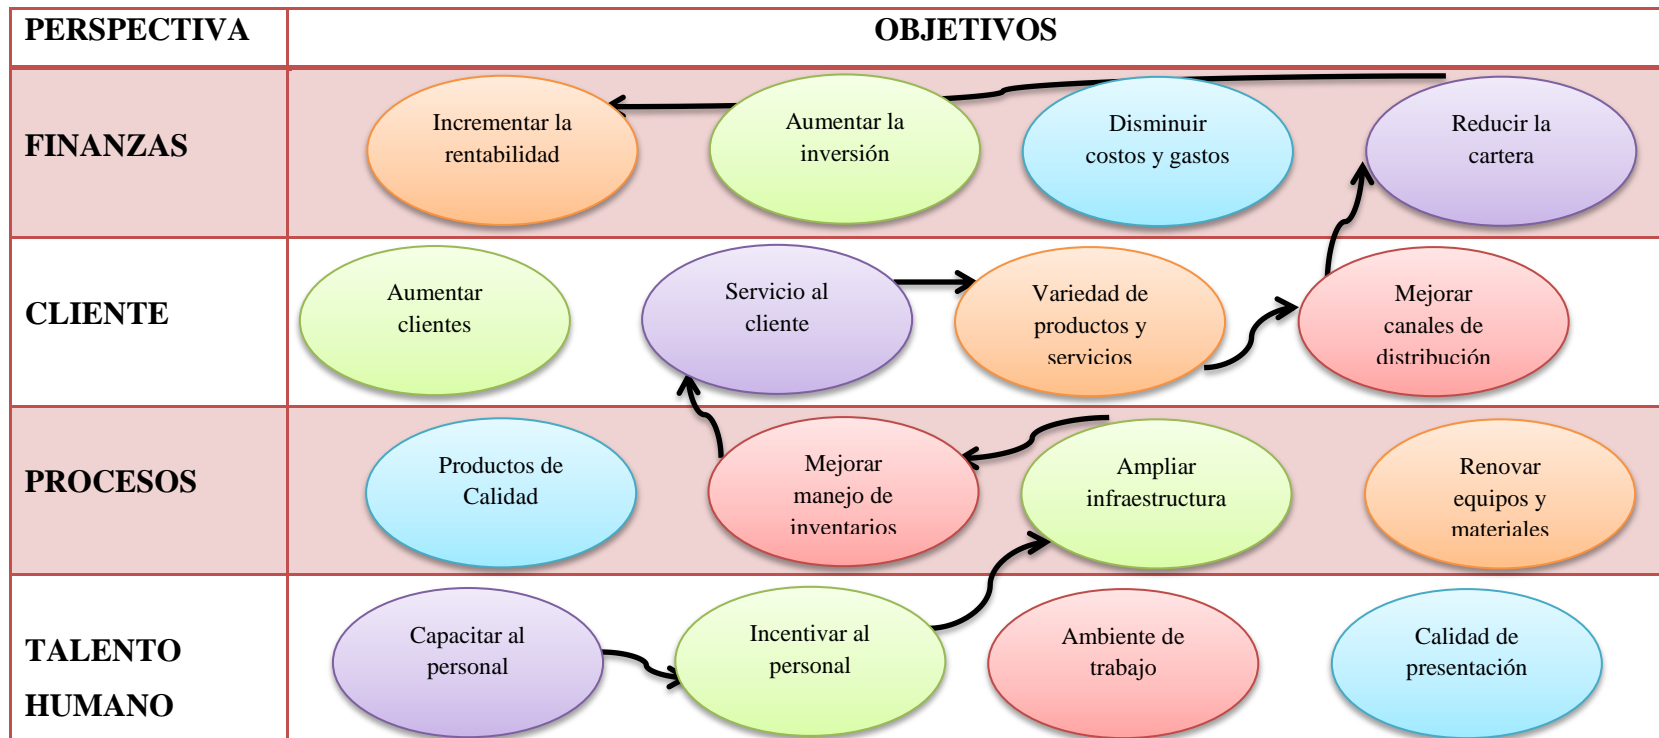 PERSPECTIVA
OBJETIVOS
FINANZAS
Incrementar la
rentabilidad
Aumentar la
inversión
Disminuir
costos y gastos
Reducir la
cartera
CLIENTE
Aumentar
clientes
Servicio al
cliente
Variedad de
productos y
servicios
Mejorar
canales de
distribución
PROCESOS
Productos de
Calidad
Mejorar
manejo de
inventarios
Ampliar
infraestructura
Renovar
equipos y
materiales
TALENTO
HUMANO
Capacitar al
personal
Incentivar al
personal
Ambiente de
trabajo
Calidad de
presentación